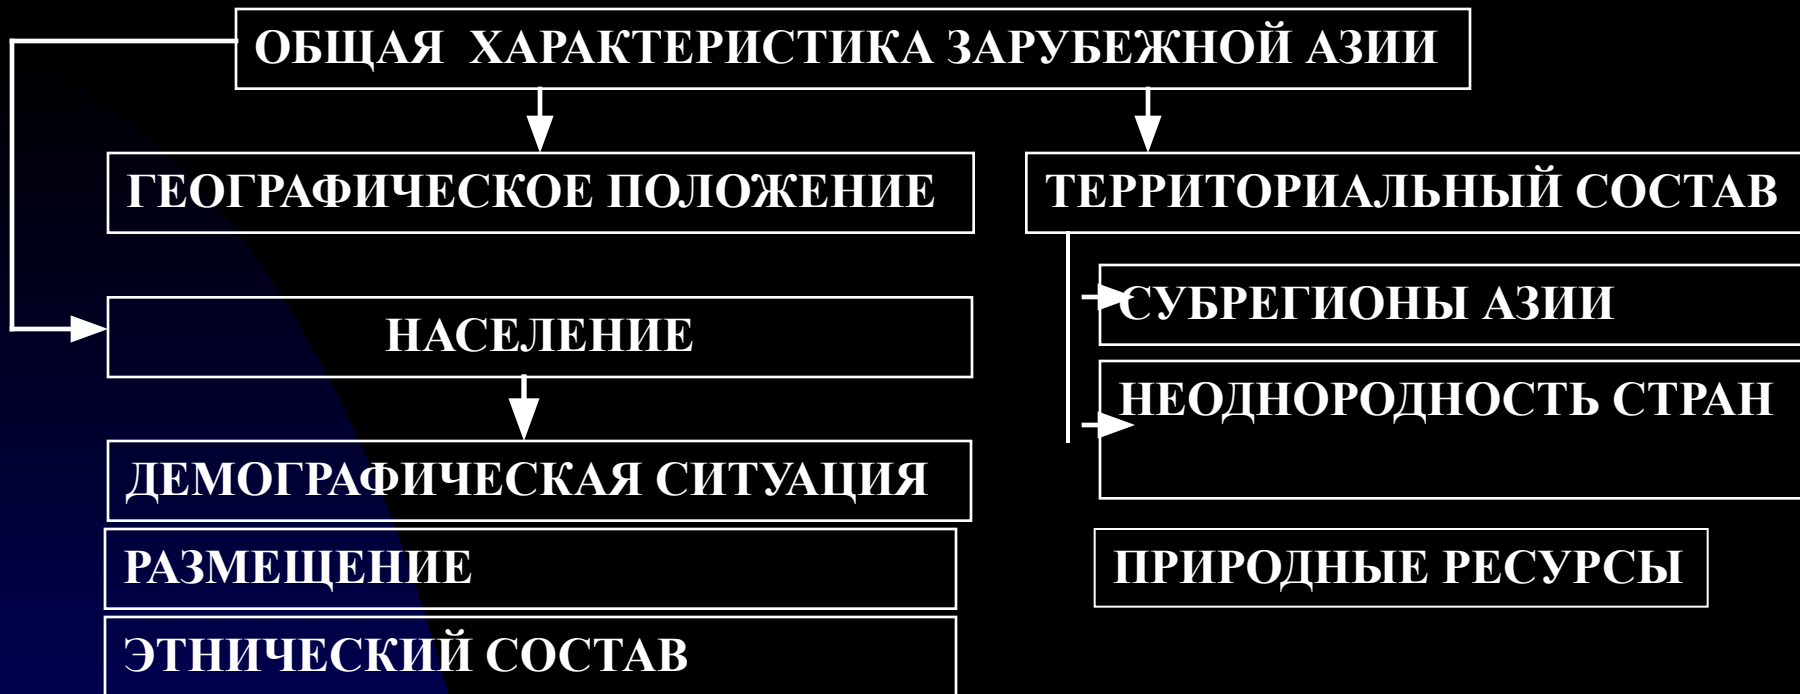 ОБЩАЯ ХАРАКТЕРИСТИКА ЗАРУБЕЖНОЙ АЗИИ
ГЕОГРАФИЧЕСКОЕ ПОЛОЖЕНИЕ
ТЕРРИТОРИАЛЬНЫЙ СОСТАВ
СУБРЕГИОНЫ АЗИИ
НЕОДНОРОДНОСТЬ СТРАН
НАСЕЛЕНИЕ
ДЕМОГРАФИЧЕСКАЯ СИТУАЦИЯ
РАЗМЕЩЕНИЕ
ЭТНИЧЕСКИЙ СОСТАВ
ПРИРОДНЫЕ РЕСУРСЫ